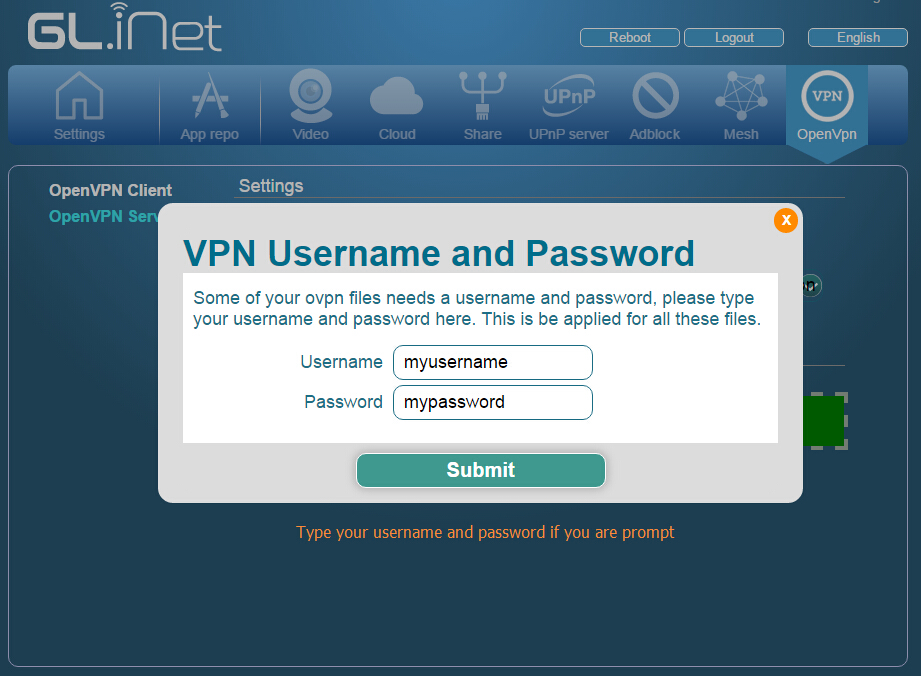 GL.iNet
Reboot
Logout
English
Settings
App repo
Video
Cloud
Share
UPnP
UPnP server
Adblock
Mesh
VPN
OpenVpn
OpenVPN Client
Settings
OpenVPN Serv
X
VPN Username and Password
Some of your ovpn files needs a username and password, please type
your username and password here. This is be applied for all these files.
Username
myusername
Password
mypassword
Submit
Type your username and password if you are prompt